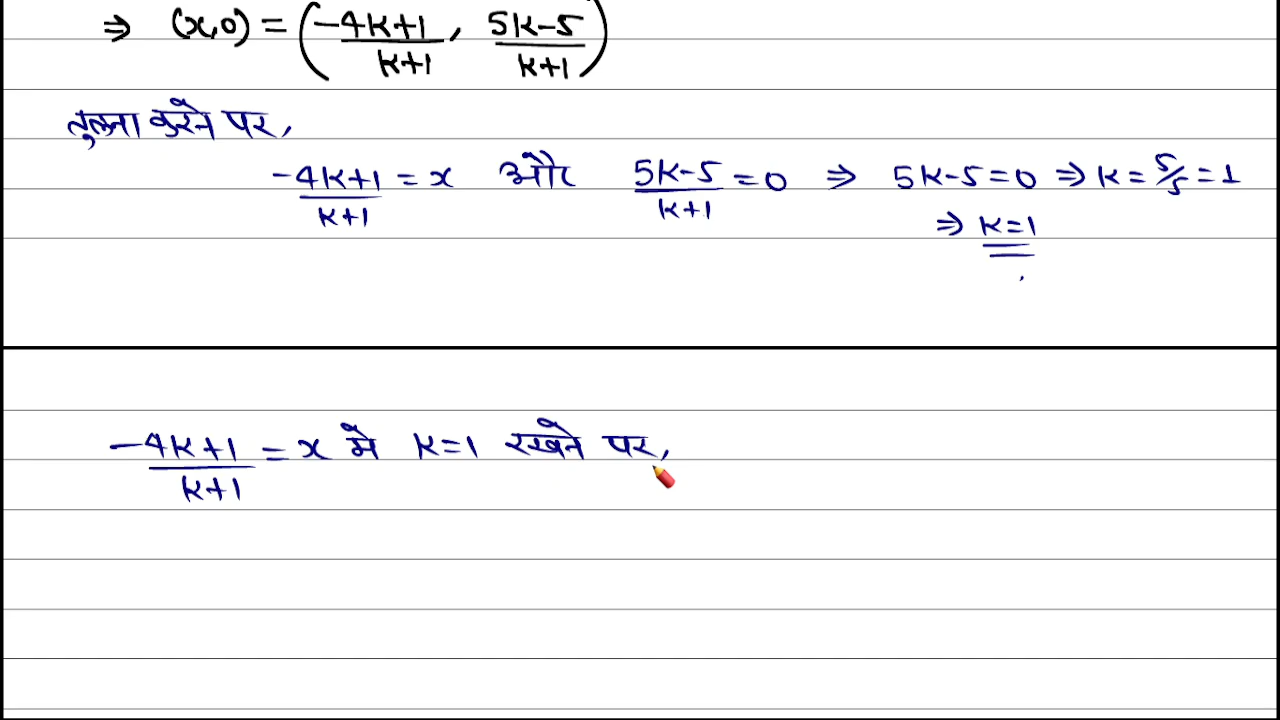 ⇒ (x,0) = (-4k+1/k+1, 5k-5/k+1)
तुलना करने पर,
-4k+1/k+1 = x और 5k-5/k+1 = 0 ⇒ 5k-5=0 ⇒ k = 5/5 = 1
⇒ k=1
-4k+1/k+1 = x मे k=1 रखने पर,